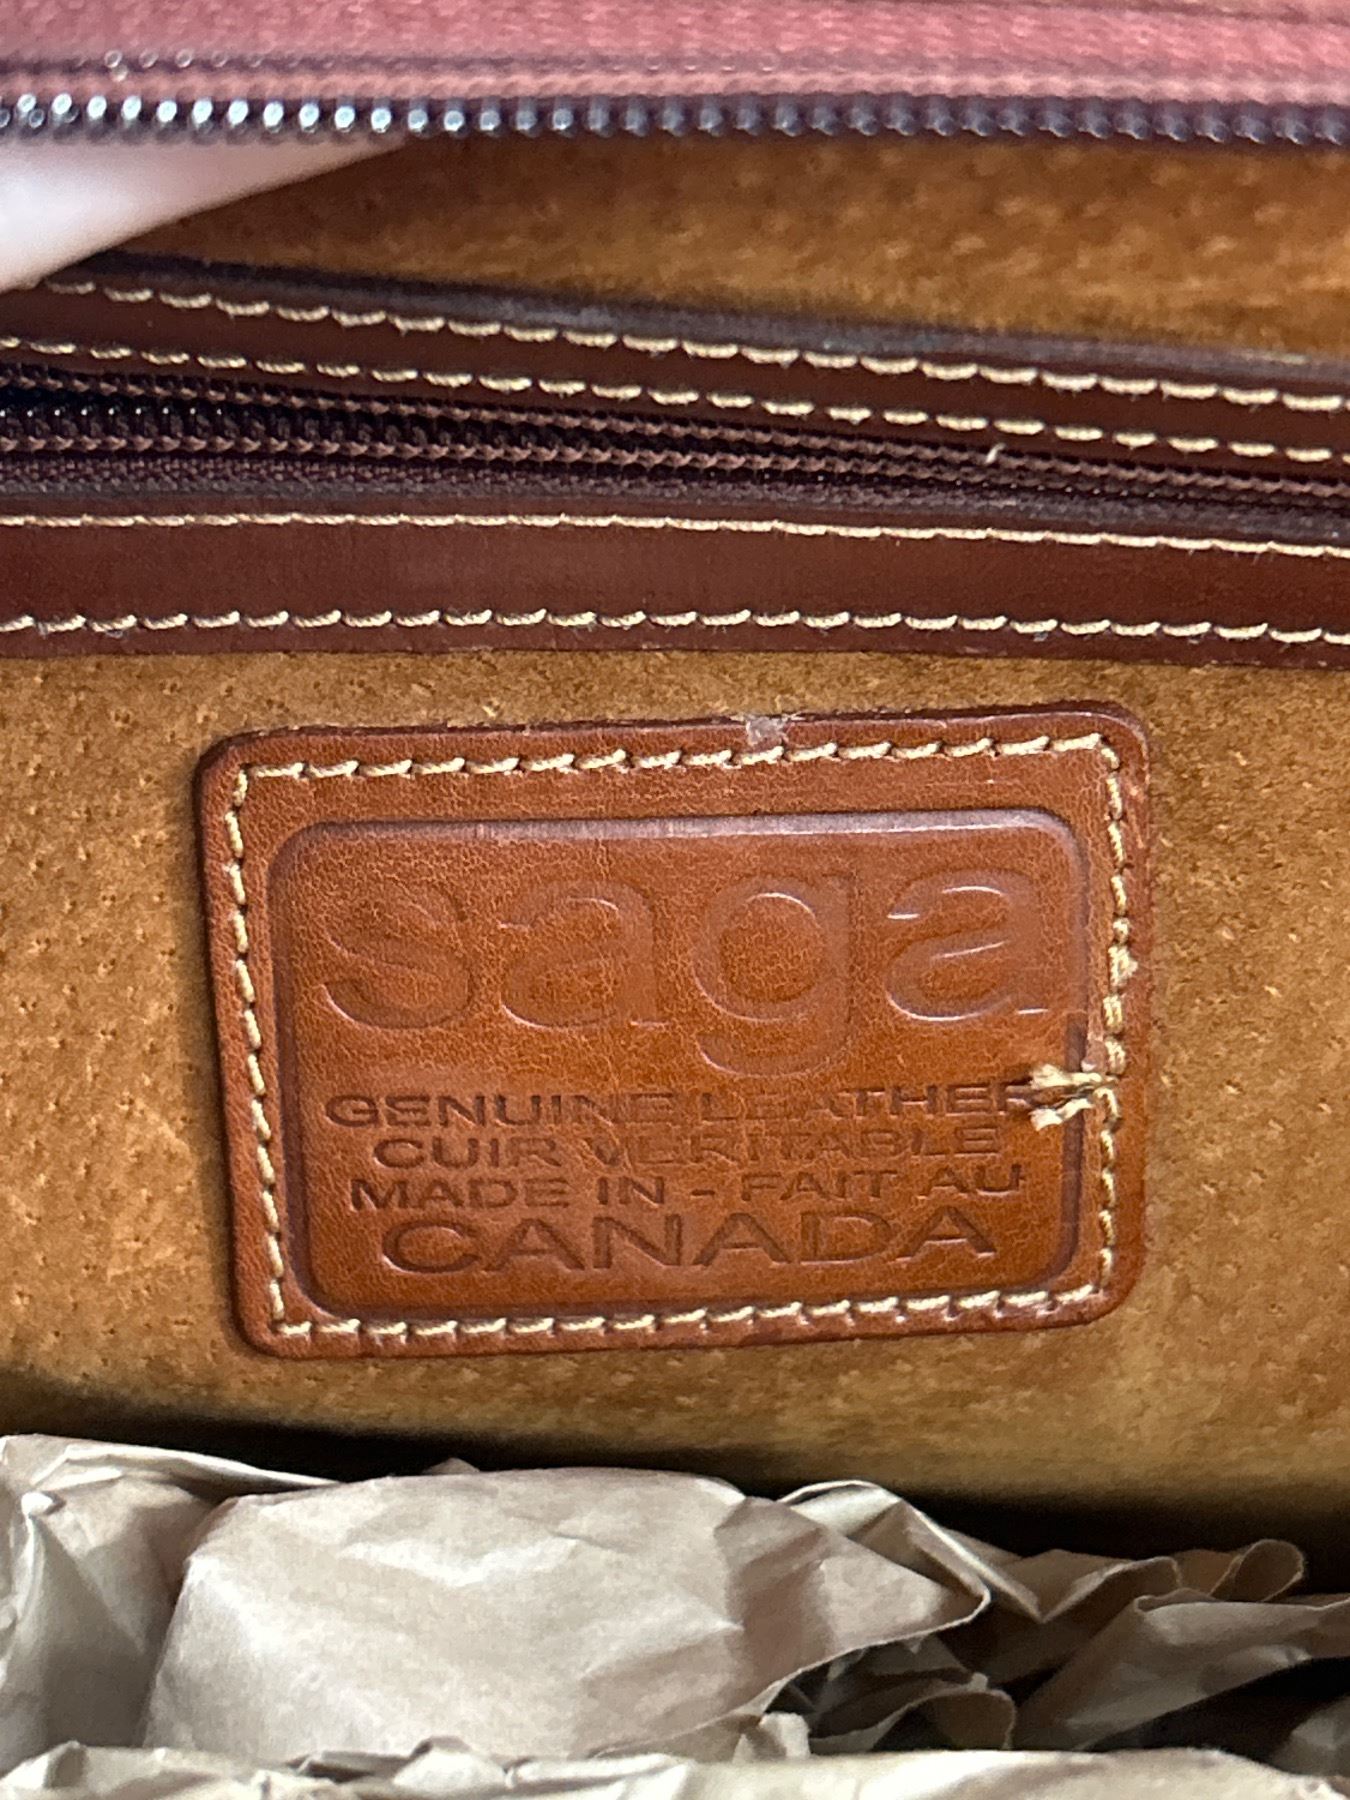 saga
GENUINE LEATHER
CUIR VERITABLE
MADE IN - FAIT AU
CANADA